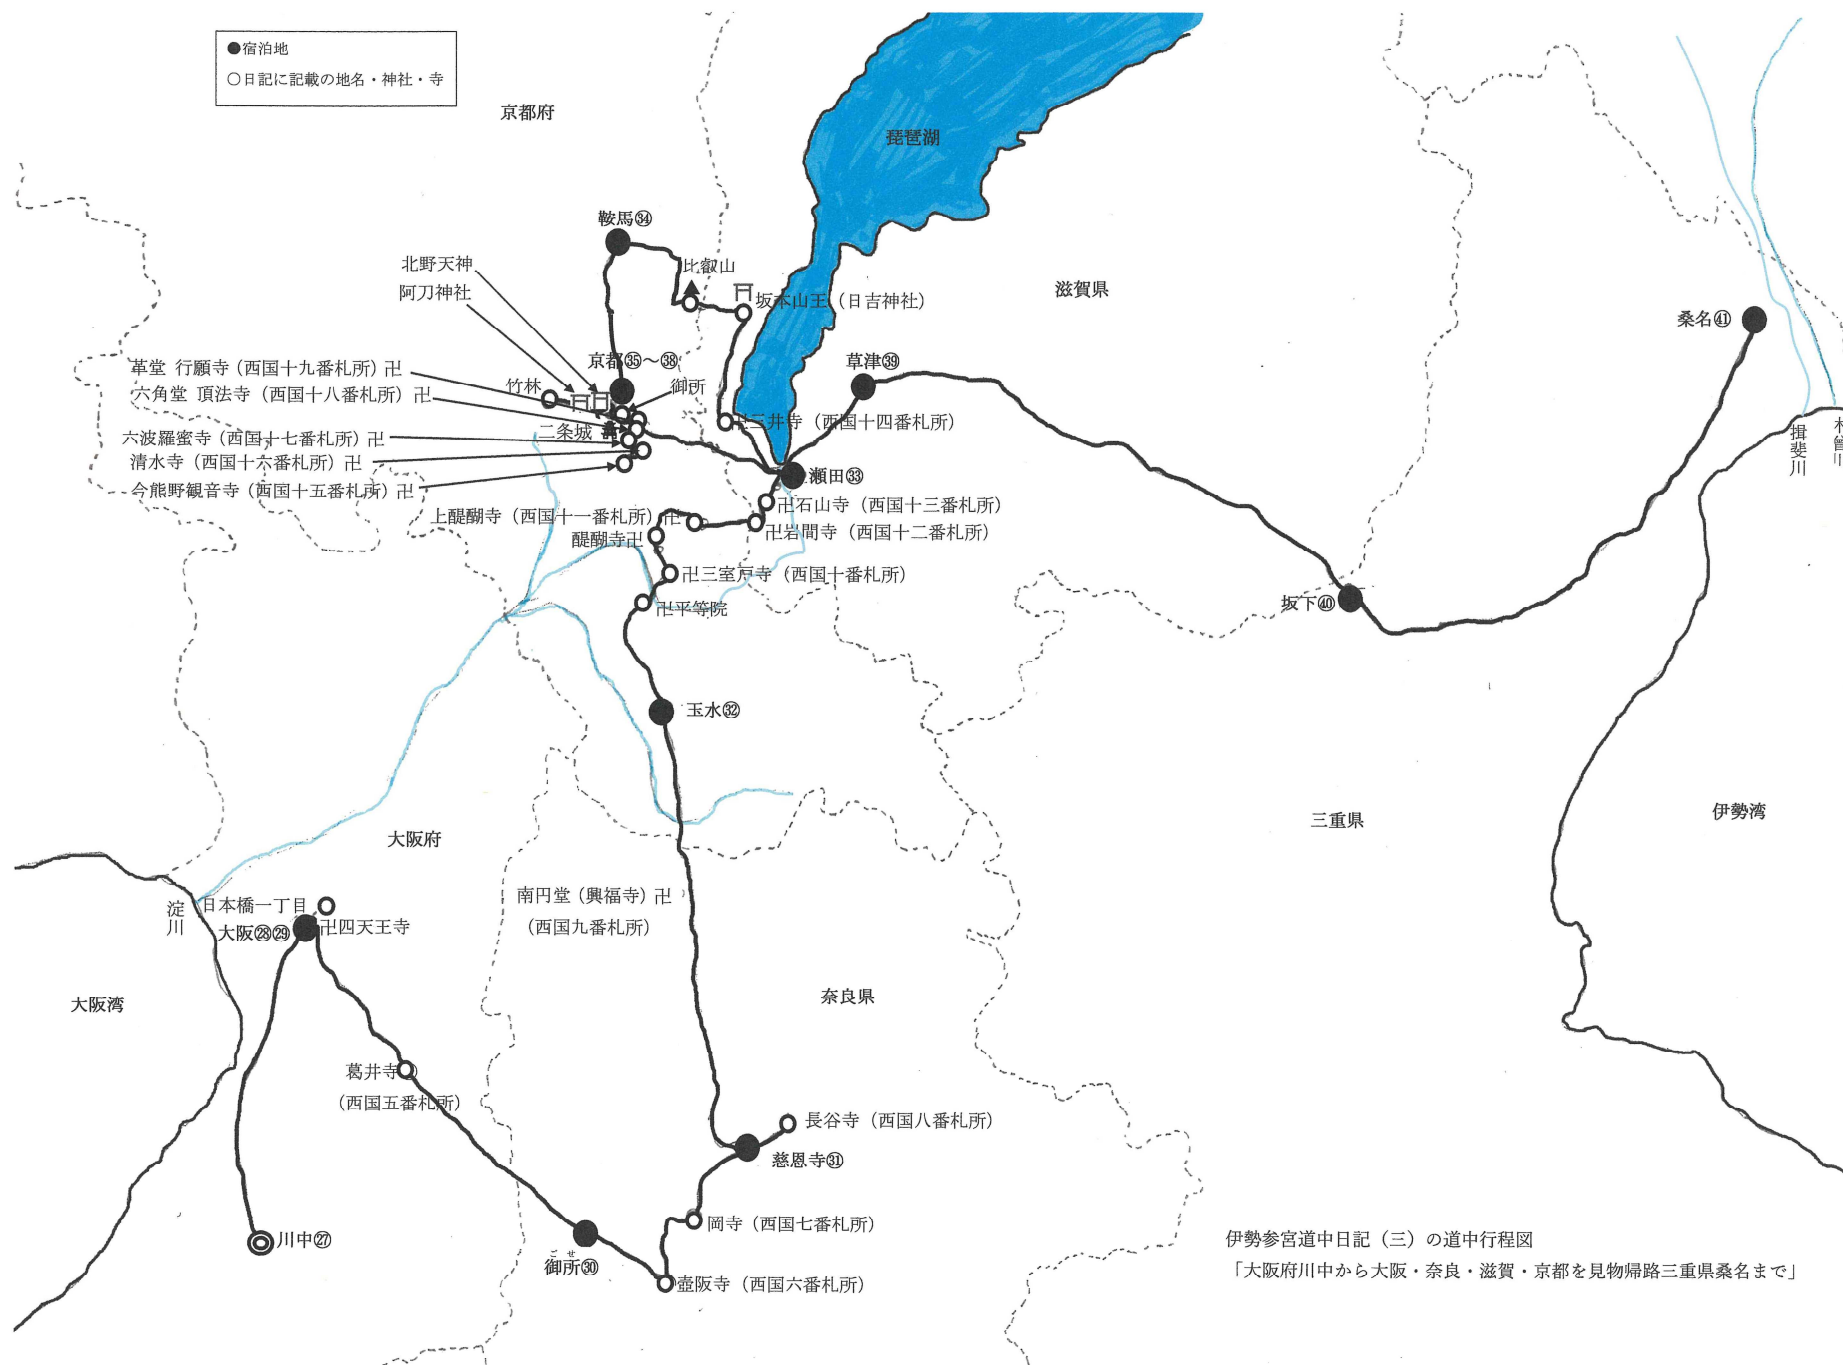 ●宿泊地
○日記に記載の地名・神社・寺
京都府
琵琶湖
鞍馬㉞
北野天神
阿刀神社
比叡山
坂本山王（日吉神社）
滋賀県
桑名㊶
京都㉟～㊳
草津㊴
革堂 行願寺（西国十九番札所）卍
六角堂 頂法寺（西国十八番札所）卍
竹林
御所
二条城
卍三井寺（西国十四番札所）
六波羅蜜寺（西国十七番札所）卍
清水寺（西国十六番札所）卍
今熊野観音寺（西国十五番札所）卍
瀬田㉝
揖斐川
木曽川
卍石山寺（西国十三番札所）
上醍醐寺（西国十一番札所）卍
卍岩間寺（西国十二番札所）
醍醐寺卍
卍三室戸寺（西国十番札所）
卍平等院
坂下㊵
玉水㉜
三重県
伊勢湾
大阪府
南円堂（興福寺）卍
（西国九番札所）
淀川
日本橋一丁目
大阪㉘㉙
卍四天王寺
大阪湾
奈良県
葛井寺
（西国五番札所）
長谷寺（西国八番札所）
慈恩寺㉛
岡寺（西国七番札所）
川中㉗
ごせ
御所㉚
壺阪寺（西国六番札所）
伊勢参宮道中日記（三）の道中行程図
「大阪府川中から大阪・奈良・滋賀・京都を見物帰路三重県桑名まで」